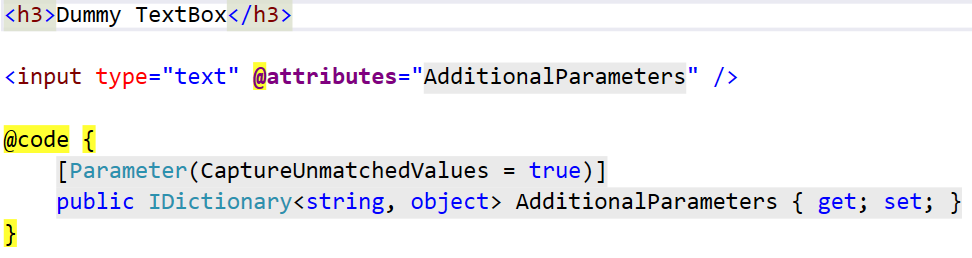 <h3>Dummy TextBox</h3>
<input type="text" @attributes="AdditionalParameters" />
@code {
    [Parameter(CaptureUnmatchedValues = true)]
    public IDictionary<string, object> AdditionalParameters { get; set; }
}